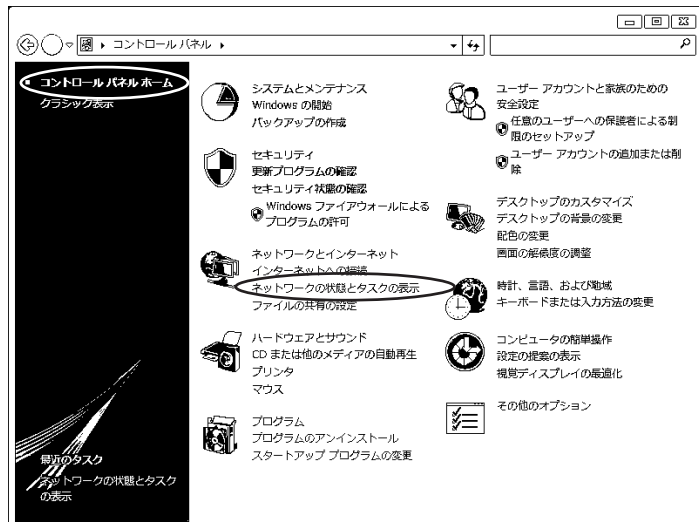 コントロール パネル
コントロール パネル ホーム
クラシック表示
システムとメンテナンス
Windows の開始
バックアップの作成
セキュリティ
更新プログラムの確認
セキュリティ状態の確認
Windows ファイアウォールによる
プログラムの許可
ネットワークとインターネット
インターネットへの接続
ネットワークの状態とタスクの表示
ファイルの共有の設定
ハードウェアとサウンド
CD または他のメディアの自動再生
プリンタ
マウス
プログラム
プログラムのアンインストール
スタートアップ プログラムの変更
ユーザー アカウントと家族のための
安全設定
任意のユーザーへの保護者による制
限のセットアップ
ユーザー アカウントの追加または削
除
デスクトップのカスタマイズ
デスクトップの背景の変更
配色の変更
画面の解像度の調整
時計、言語、および地域
キーボードまたは入力方法の変更
コンピュータの簡単操作
設定の提案の表示
視覚ディスプレイの最適化
その他のオプション
最近のタスク
ネットワークの状態とタスク
の表示